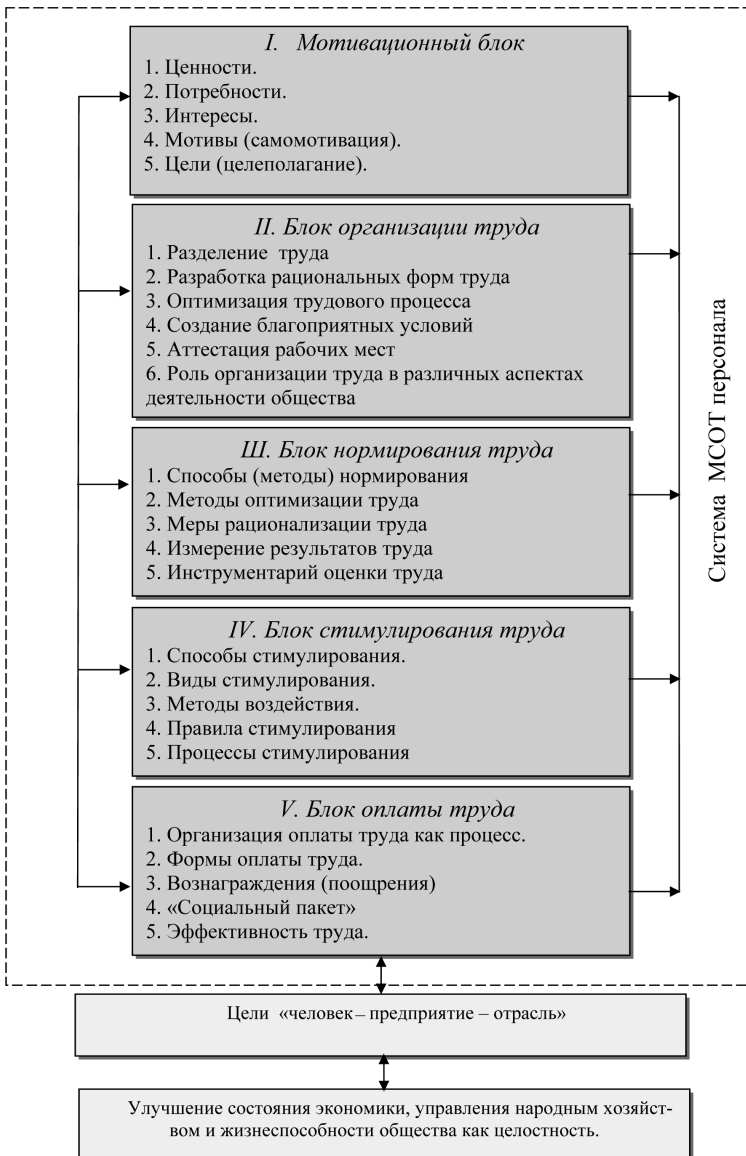 I. Мотивационный блок
1. Ценности.
2. Потребности.
3. Интересы.
4. Мотивы (самомотивация).
5. Цели (целеполагание).
II. Блок организации труда
1. Разделение труда
2. Разработка рациональных форм труда
3. Оптимизация трудового процесса
4. Создание благоприятных условий
5. Аттестация рабочих мест
6. Роль организации труда в различных аспектах
деятельности общества
Ш. Блок нормирования труда
1. Способы (методы) нормирования
2. Методы оптимизации труда
3. Меры рационализации труда
4. Измерение результатов труда
5. Инструментарий оценки труда
IV. Блок стимулирования труда
1. Способы стимулирования.
2. Виды стимулирования.
3. Методы воздействия.
4. Правила стимулирования
5. Процессы стимулирования
V. Блок оплаты труда
1. Организация оплаты труда как процесс.
2. Формы оплаты труда.
3. Вознаграждения (поощрения)
4. «Социальный пакет»
5. Эффективность труда.
Система МСОТ персонала
Цели «человек – предприятие – отрасль»
Улучшение состояния экономики, управления народным хозяйст-
вом и жизнеспособности общества как целостность.